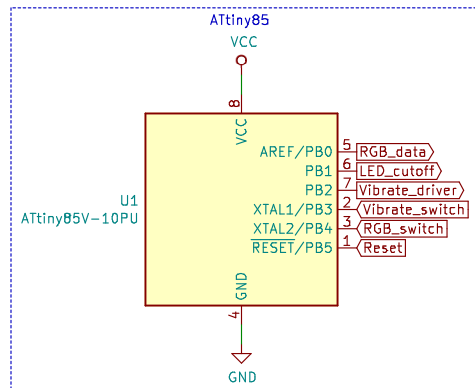 ATtiny85
VCC
8
VCC
AREF/PB0 5 RGB_data
PB1 6 LED_cutoff
PB2 7 Vibrate_driver
U1
XTAL1/PB3 2 Vibrate_switch
ATtiny85V-10PU
XTAL2/PB4 3 RGB_switch
RESET/PB5 1 Reset
GND
4
GND